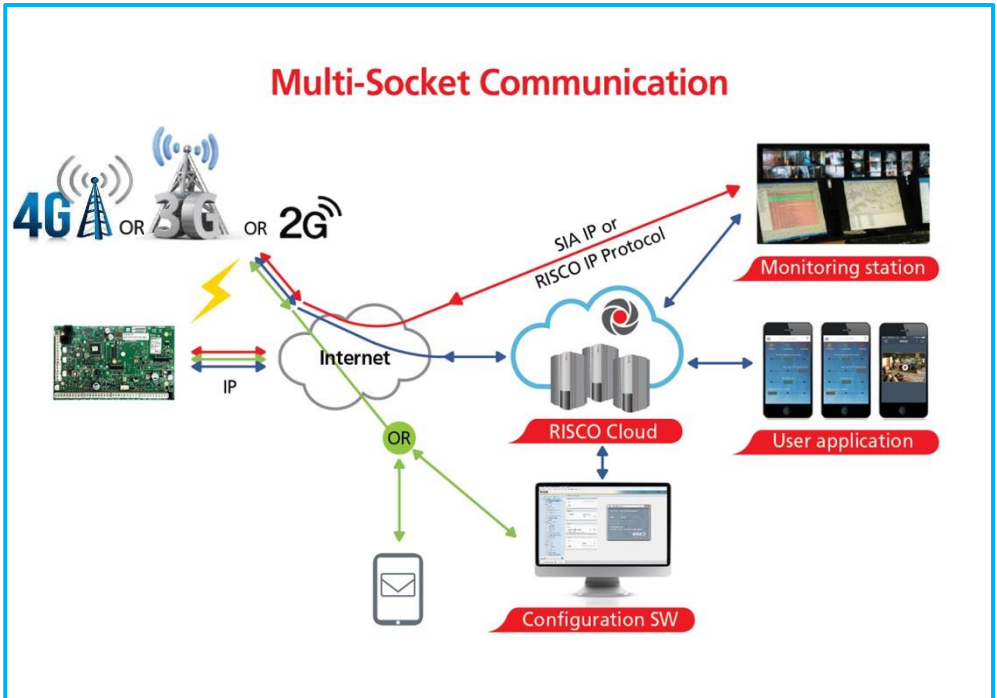 Multi-Socket Communication
4G OR 3G OR 2G
SIA IP or
RISCO IP Protocol
Monitoring station
Internet
IP
RISCO Cloud
User application
OR
Configuration SW